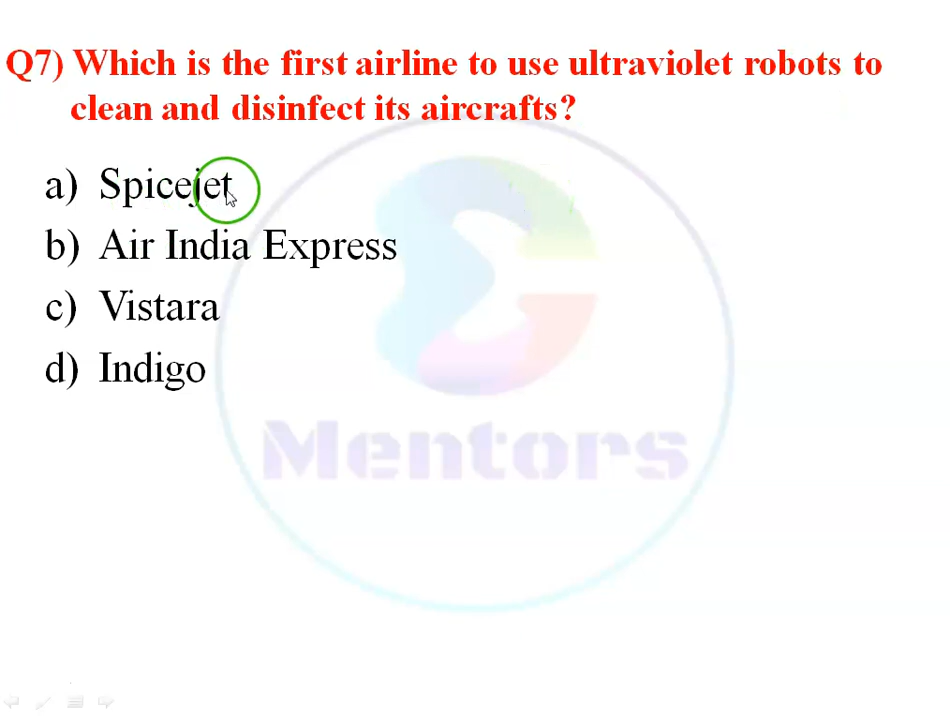 Q7) Which is the first airline to use ultraviolet robots to
clean and disinfect its aircrafts?
a) Spicejet
b) Air India Express
c) Vistara
d) Indigo
Mentors